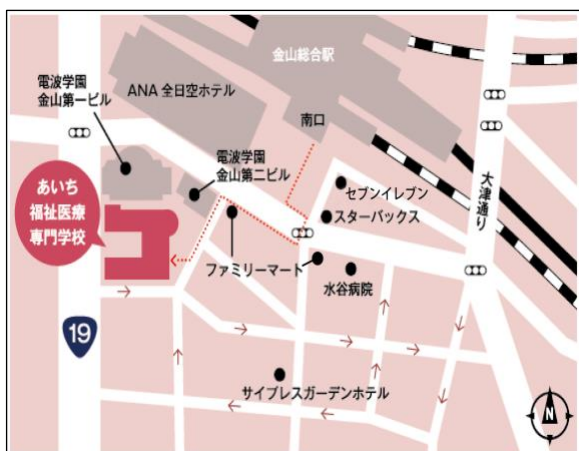 金山総合駅
電波学園
金山第一ビル
ANA 全日空ホテル
南口
電波学園
金山第二ビル
セブンイレブン
スターバックス
大津通り
あいち
福祉医療
専門学校
ファミリーマート
水谷病院
19
サイプレスガーデンホテル
N